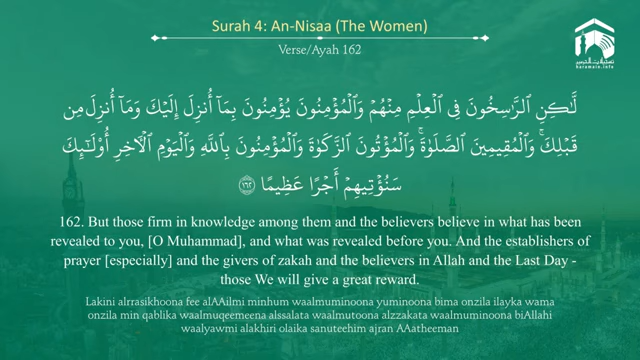 Surah 4: An-Nisaa (The Women)
Verse/Ayah 162
haramain.info
لَّـٰكِنِ ٱلرَّٰسِخُونَ فِى ٱلْعِلْمِ مِنْهُمْ وَٱلْمُؤْمِنُونَ يُؤْمِنُونَ بِمَآ أُنزِلَ إِلَيْكَ وَمَآ أُنزِلَ مِن
قَبْلِكَ ۚ وَٱلْمُقِيمِينَ ٱلصَّلَوٰةَ ۚ وَٱلْمُؤْتُونَ ٱلزَّكَوٰةَ وَٱلْمُؤْمِنُونَ بِٱللَّهِ وَٱلْيَوْمِ ٱلْـَٔاخِرِ أُو۟لَـٰٓئِكَ
سَنُؤْتِيهِمْ أَجْرًا عَظِيمًا ۝١٦٢
162. But those firm in knowledge among them and the believers believe in what has been
revealed to you, [O Muhammad], and what was revealed before you. And the establishers of
prayer [especially] and the givers of zakah and the believers in Allah and the Last Day -
those We will give a great reward.
Lakini alrrasikhoona fee alAAilmi minhum waalmuminoona yuminoona bima onzila ilayka wama
onzila min qablika waalmuqeemeena alssalata waalmutoona alzzakata waalmuminoona biAllahi
waalyawmi alakhiri olaika sanuteehim ajran AAatheeman